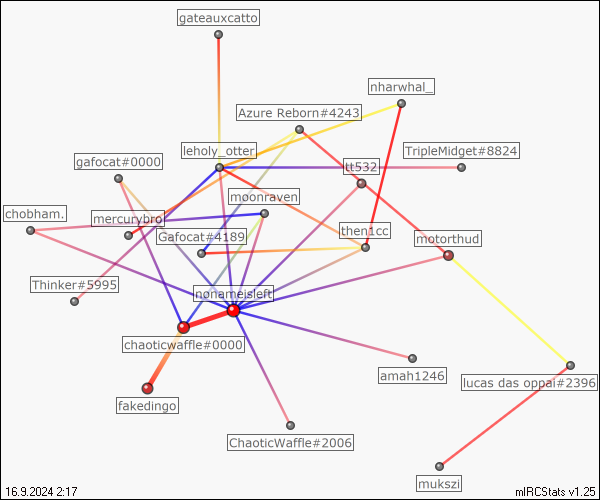 gateauxcatto
nharwhal_
Azure Reborn#4243
leholy_otter
TripleMidget#8824
gafocat#0000
tt532
moonraven
chobham.
mercurybro
then1cc
Gafocat#4189
motorthud
Thinker#5995
nonameisleft
chaoticwaffle#0000
amah1246
lucas das oppai#2396
fakedingo
ChaoticWaffle#2006
mukszi
16.9.2024 2:17
mIRCStats v1.25